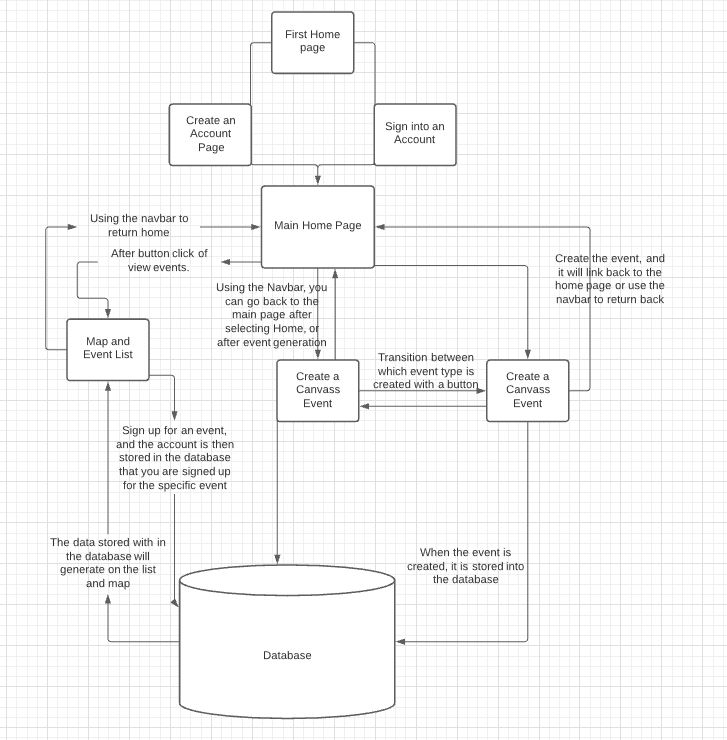 First Home
page
Create an
Account
Page
Sign into an
Account
Main Home Page
Using the navbar to
return home
After button click of
view events.
Create the event, and
it will link back to the
home page or use the
navbar to return back
Using the Navbar, you
can go back to the
main page after
selecting Home, or
after event generation
Map and
Event List
Create a
Canvass
Event
Transition between
which event type is
created with a button
Create a
Canvass
Event
Sign up for an event,
and the account is then
stored in the database
that you are signed up
for the specific event
The data stored with in
the database will
generate on the list
and map
When the event is
created, it is stored into
the database
Database